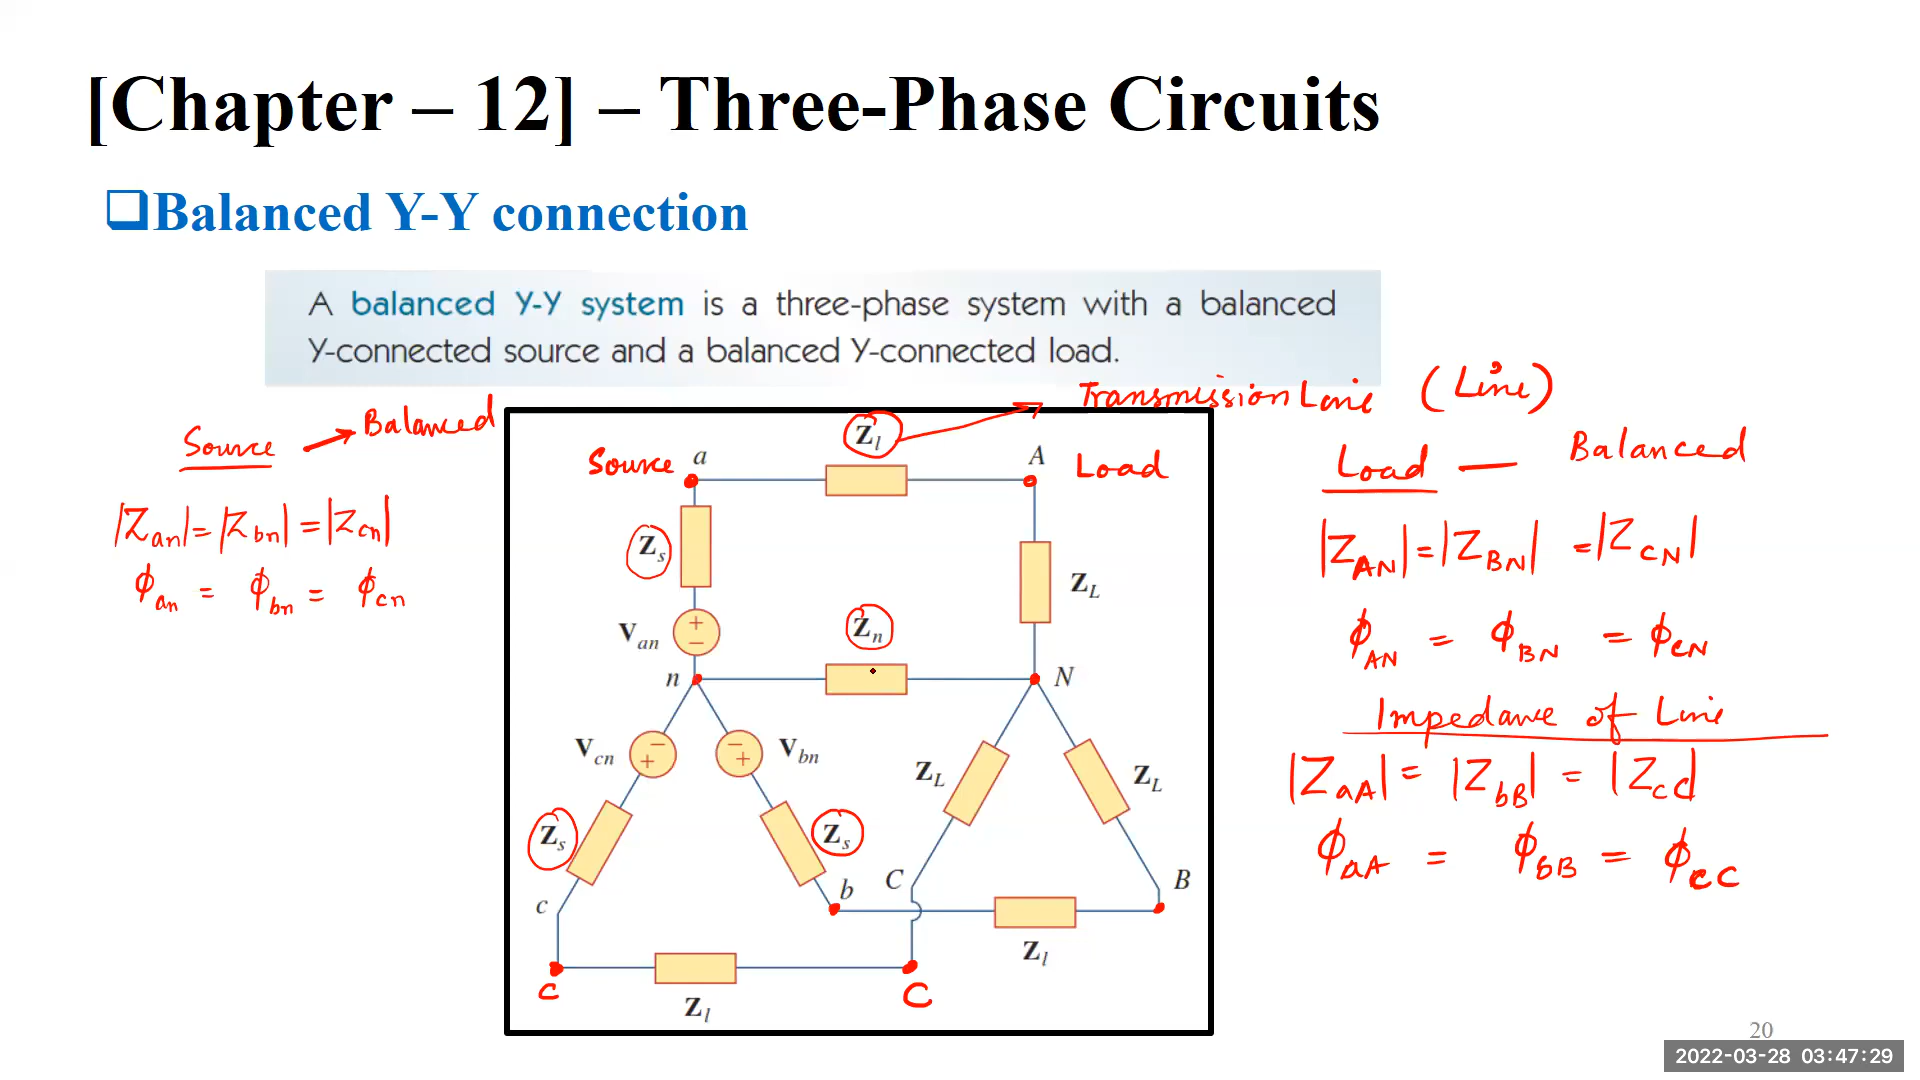 [Chapter – 12] – Three-Phase Circuits
❑Balanced Y-Y connection
A balanced Y-Y system is a three-phase system with a balanced
Y-connected source and a balanced Y-connected load.
Transmission Line (Line)
Source → Balanced
|Zan| = |Zbn| = |Zcn|
ϕan = ϕbn = ϕcn
Zl
Source a
A Load
Zs
ZL
Van
Zn
n
N
Vcn
Vbn
ZL
ZL
Zs
Zs
c
b
C
B
Zl
c
C
Zl
Load — Balanced
|ZAN| = |ZBN| = |ZCN|
ϕAN = ϕBN = ϕCN
Impedance of Line
|ZaA| = |ZbB| = |ZcC|
ϕaA = ϕbB = ϕcC
20
2022-03-28 03:47:29